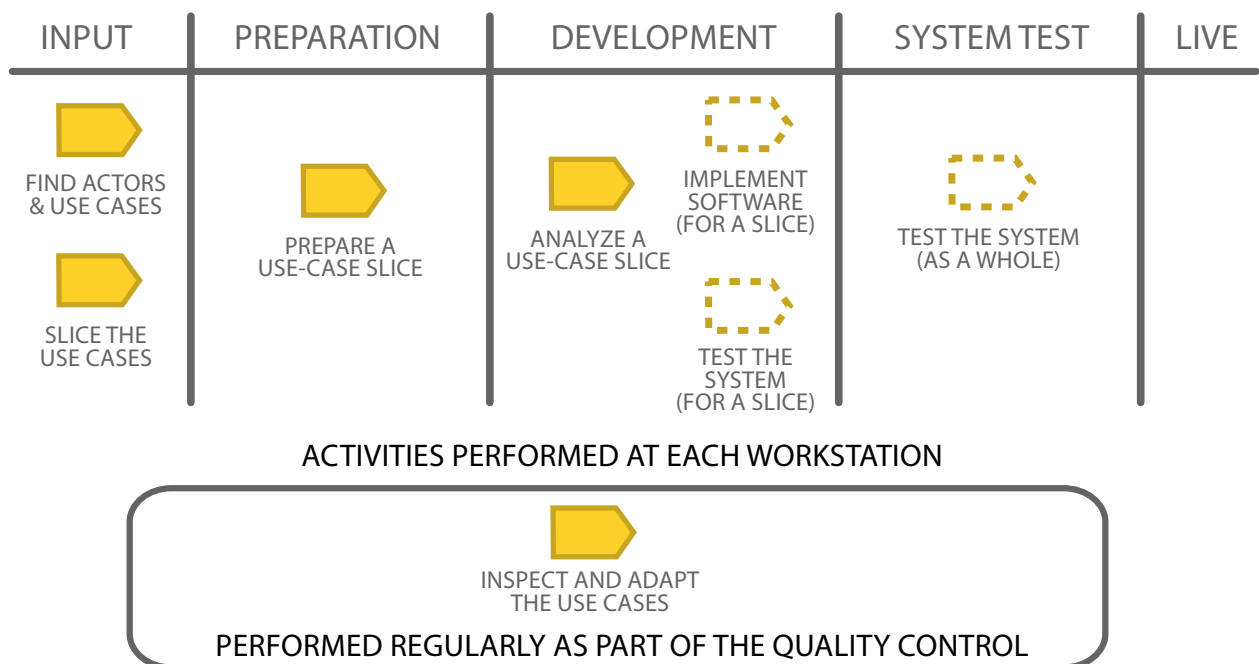 INPUT
PREPARATION
DEVELOPMENT
SYSTEM TEST
LIVE
FIND ACTORS
& USE CASES
SLICE THE
USE CASES
PREPARE A
USE-CASE SLICE
ANALYZE A
USE-CASE SLICE
IMPLEMENT
SOFTWARE
(FOR A SLICE)
TEST THE
SYSTEM
(FOR A SLICE)
TEST THE SYSTEM
(AS A WHOLE)
ACTIVITIES PERFORMED AT EACH WORKSTATION
INSPECT AND ADAPT
THE USE CASES
PERFORMED REGULARLY AS PART OF THE QUALITY CONTROL